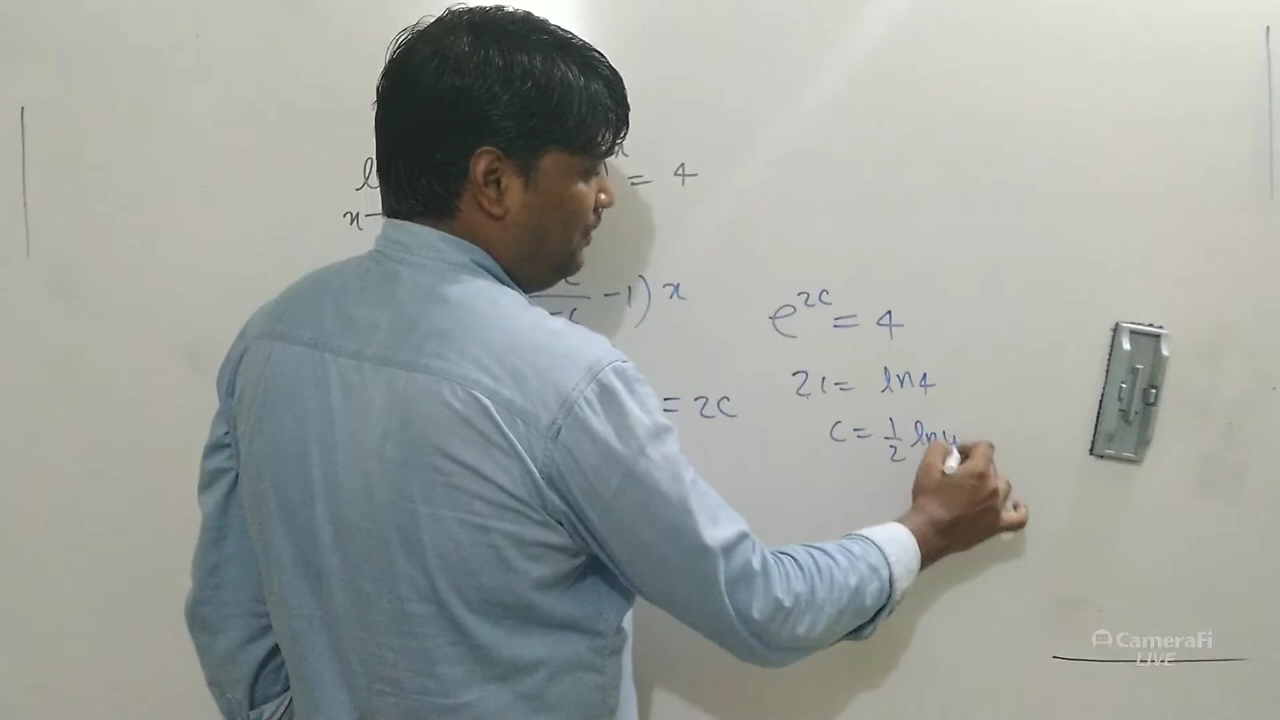 = 4
-1) x
e^2c = 4
= 2c
2c = ln4
c = 1/2 ln4
CameraFi
LIVE